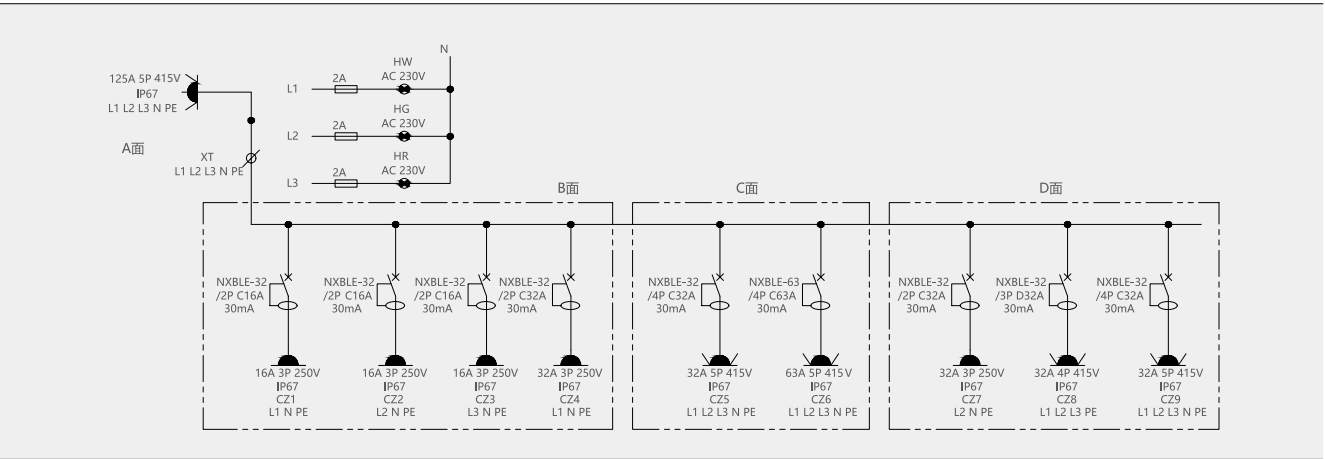 125A 5P 415V
IP67
L1 L2 L3 N PE
A面
XT
L1 L2 L3 N PE
N
HW
AC 230V
L1
2A
HG
AC 230V
L2
2A
HR
AC 230V
L3
2A
B面
NXBLE-32
/2P C16A
30mA
NXBLE-32
/2P C16A
30mA
NXBLE-32
/2P C16A
30mA
NXBLE-32
/2P C32A
30mA
16A 3P 250V
IP67
CZ1
L1 N PE
16A 3P 250V
IP67
CZ2
L2 N PE
16A 3P 250V
IP67
CZ3
L3 N PE
32A 3P 250V
IP67
CZ4
L1 N PE
C面
NXBLE-32
/4P C32A
30mA
NXBLE-63
/4P C63A
30mA
32A 5P 415V
IP67
CZ5
L1 L2 L3 N PE
63A 5P 415V
IP67
CZ6
L1 L2 L3 N PE
D面
NXBLE-32
/2P C32A
30mA
NXBLE-32
/3P D32A
30mA
NXBLE-32
/4P C32A
30mA
32A 3P 250V
IP67
CZ7
L2 N PE
32A 4P 415V
IP67
CZ8
L1 L2 L3 PE
32A 5P 415V
IP67
CZ9
L1 L2 L3 N PE